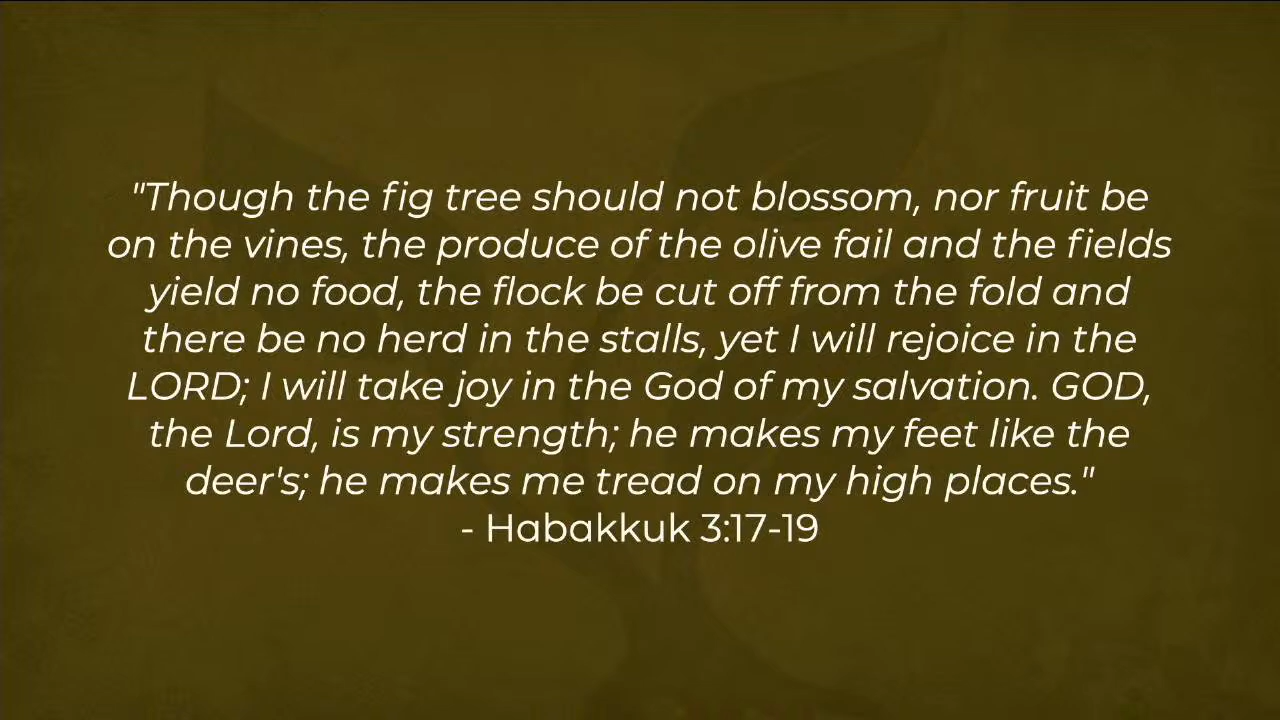 "Though the fig tree should not blossom, nor fruit be
on the vines, the produce of the olive fail and the fields
yield no food, the flock be cut off from the fold and
there be no herd in the stalls, yet I will rejoice in the
LORD; I will take joy in the God of my salvation. GOD,
the Lord, is my strength; he makes my feet like the
deer's; he makes me tread on my high places."
- Habakkuk 3:17-19